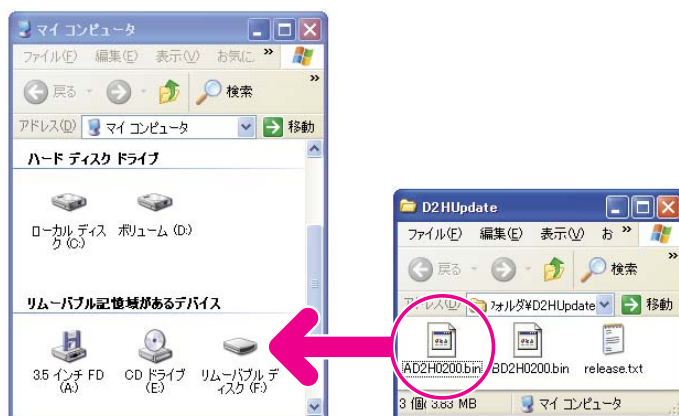 マイ コンピュータ
ファイル(F) 編集(E) 表示(V) お気に »
戻る 検索 »
アドレス(D) マイ コンピュータ 移動
ハード ディスク ドライブ
ローカル ディス
ク (C:)
ボリューム (D:)
リムーバブル記憶域があるデバイス
3.5 インチ FD
(A:)
CD ドライブ
(E:)
リムーバブル デ
ィスク (F:)
D2HUpdate
ファイル(F) 編集(E) 表示(V) お »
戻る 検索 »
アドレス(D) フォルダ¥D2HUpdate 移動
AD2H0200.bin
BD2H0200.bin
release.txt
3 個( 3.83 MB マイ コンピュータ